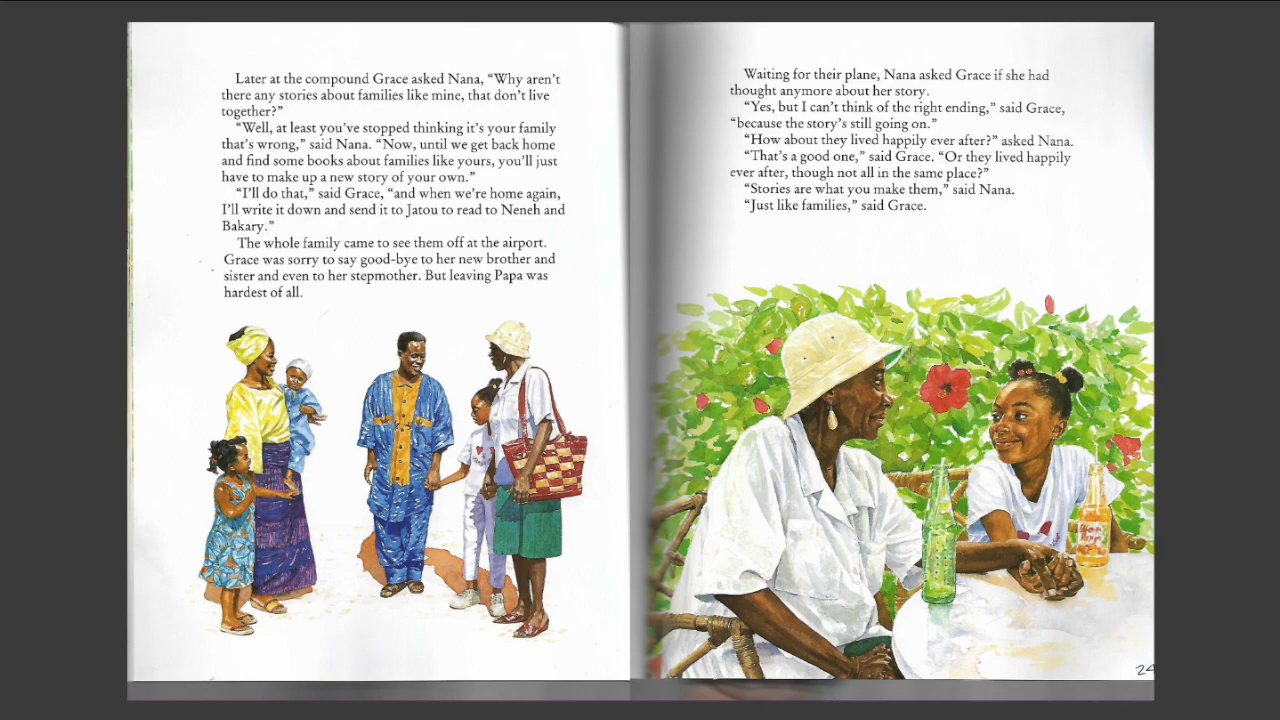 Later at the compound Grace asked Nana, “Why aren’t
there any stories about families like mine, that don’t live
together?”
“Well, at least you’ve stopped thinking it’s your family
that’s wrong,” said Nana. “Now, until we get back home
and find some books about families like yours, you’ll just
have to make up a new story of your own.”
“I’ll do that,” said Grace, “and when we’re home again,
I’ll write it down and send it to Jatou to read to Neneh and
Bakary.”
The whole family came to see them off at the airport.
Grace was sorry to say good-bye to her new brother and
sister and even to her stepmother. But leaving Papa was
hardest of all.
Waiting for their plane, Nana asked Grace if she had
thought anymore about her story.
“Yes, but I can’t think of the right ending,” said Grace,
“because the story’s still going on.”
“How about they lived happily ever after?” asked Nana.
“That’s a good one,” said Grace. “Or they lived happily
ever after, though not all in the same place?”
“Stories are what you make them,” said Nana.
“Just like families,” said Grace.
24